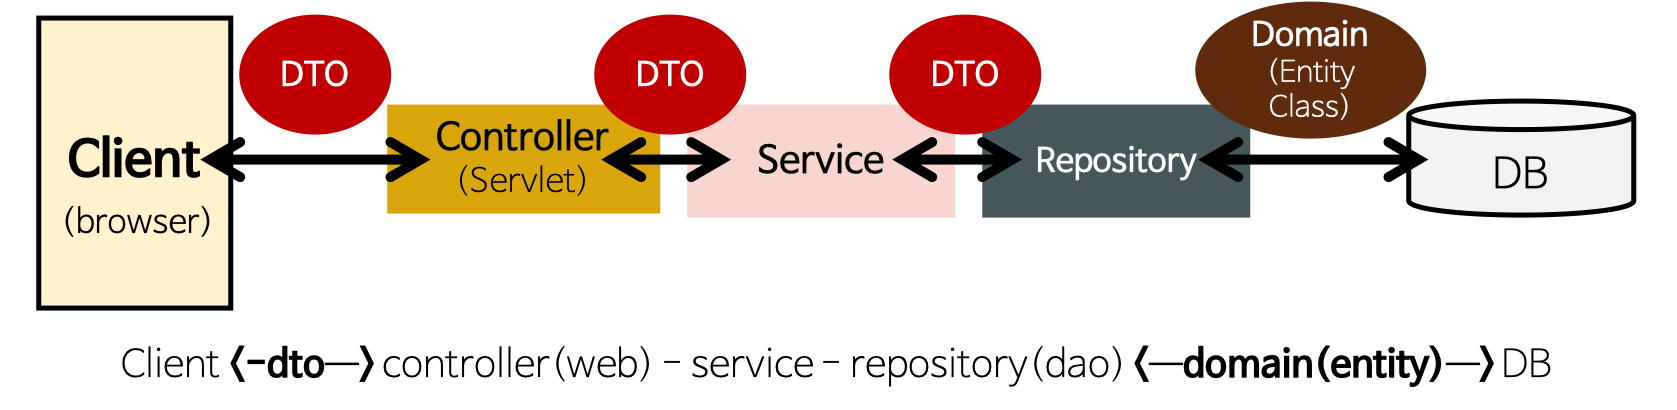 DTO
DTO
DTO
Domain
(Entity
Class)
Client
(browser)
Controller
(Servlet)
Service
Repository
DB
Client <-dto—> controller(web) - service - repository(dao) <—domain(entity)—> DB